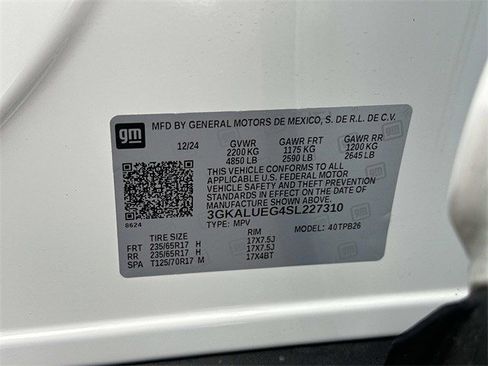 gm
MFD BY GENERAL MOTORS DE MEXICO, S. DE R.L. DE C.V.
12/24 GVWR GAWR FRT GAWR RR
2200 KG 1175 KG 1200 KG
4850 LB 2590 LB 2645 LB
THIS VEHICLE CONFORMS TO ALL APPLICABLE
U.S. FEDERAL MOTOR
VEHICLE SAFETY AND THEFT
PREVENTION STANDARDS
IN EFFECT ON THE DATE OF
MANUFACTURE SHOWN ABOVE.
3GKALUEG4SL227310
TYPE: MPV MODEL: 40TPB26
8624
TIRE SIZE RIM
FRT 235/65R17 H 17X7.5J
RR 235/65R17 H 17X7.5J
SPA T125/70R17 M 17X4BT